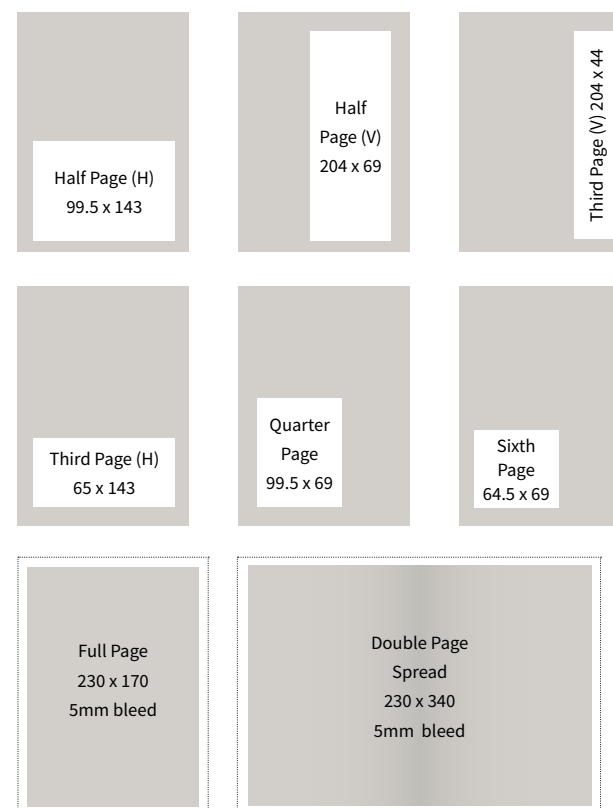 Half Page (H)
99.5 x 143
Half
Page (V)
204 x 69
Third Page (V) 204 x 44
Third Page (H)
65 x 143
Quarter
Page
99.5 x 69
Sixth
Page
64.5 x 69
Full Page
230 x 170
5mm bleed
Double Page
Spread
230 x 340
5mm  bleed